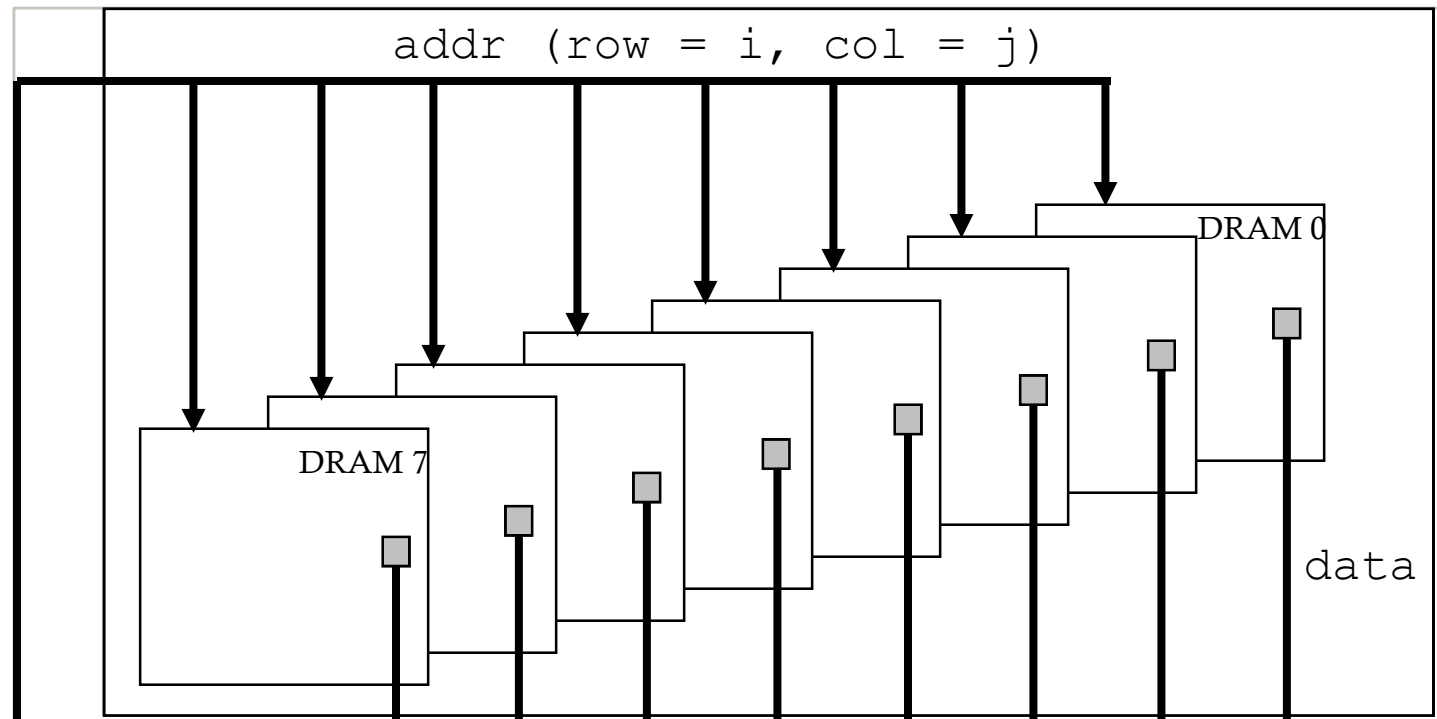 addr (row = i, col = j)
DRAM 0
DRAM 7
data